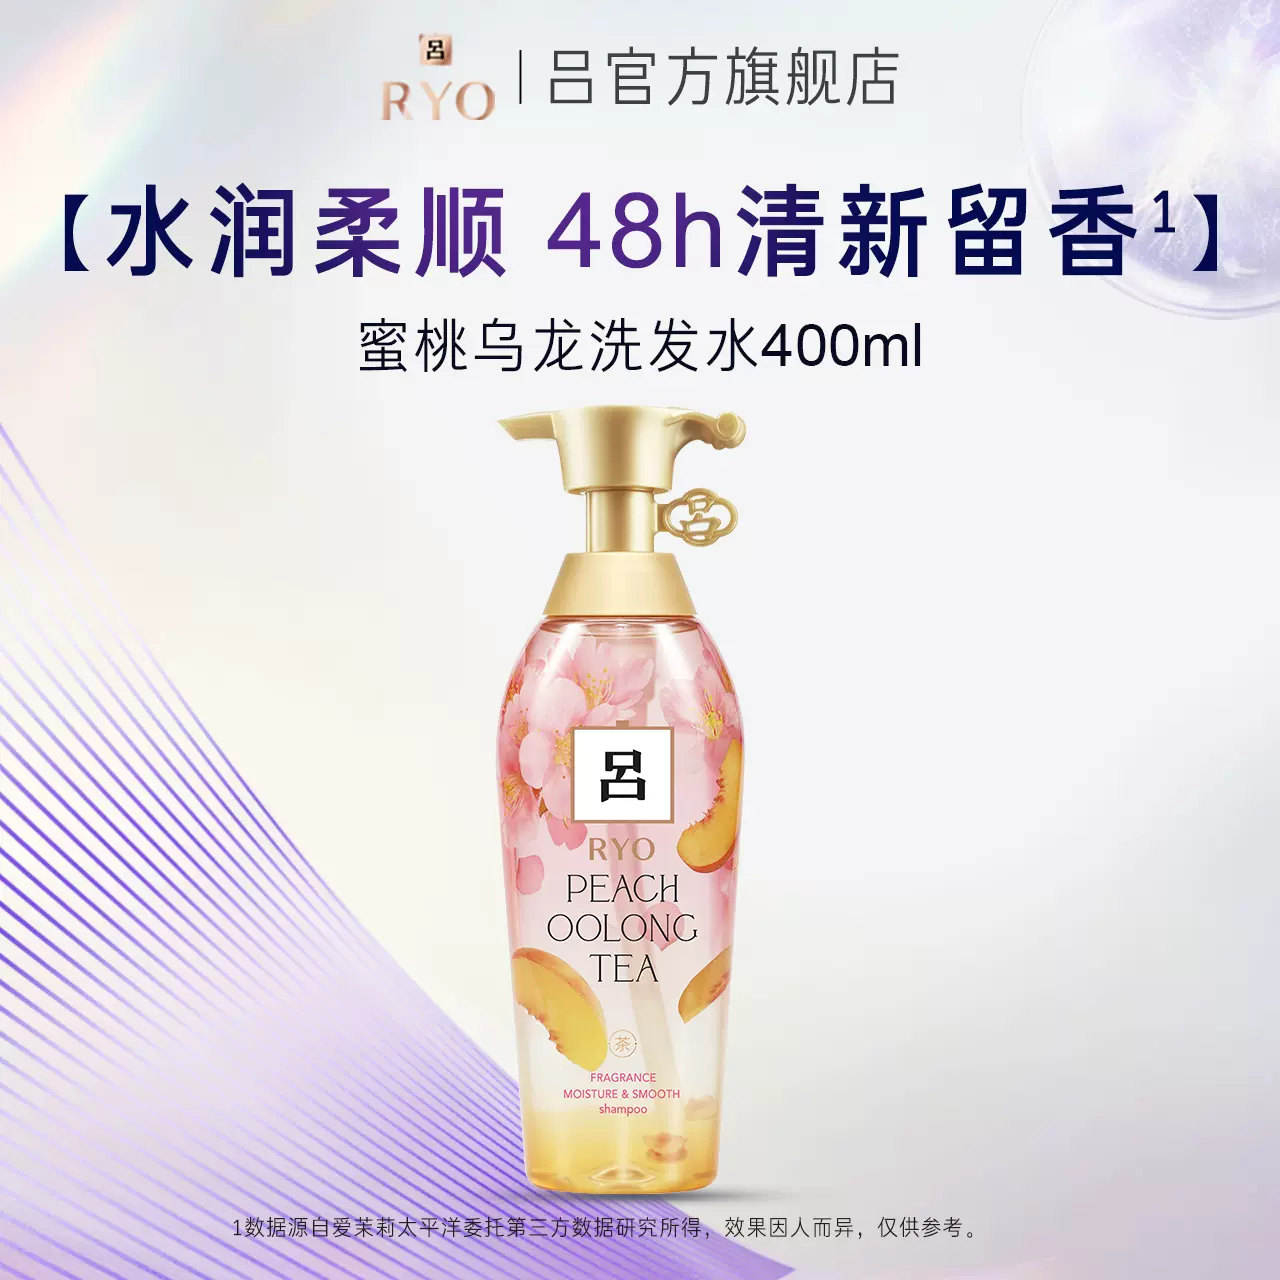 呂
RYO | 吕官方旗舰店
【水润柔顺 48h清新留香¹】
蜜桃乌龙洗发水400ml
呂
呂
RYO
PEACH
OOLONG
TEA
茶
FRAGRANCE
MOISTURE & SMOOTH
shampoo
1数据源自爱茉莉太平洋委托第三方数据研究所得，效果因人而异，仅供参考。